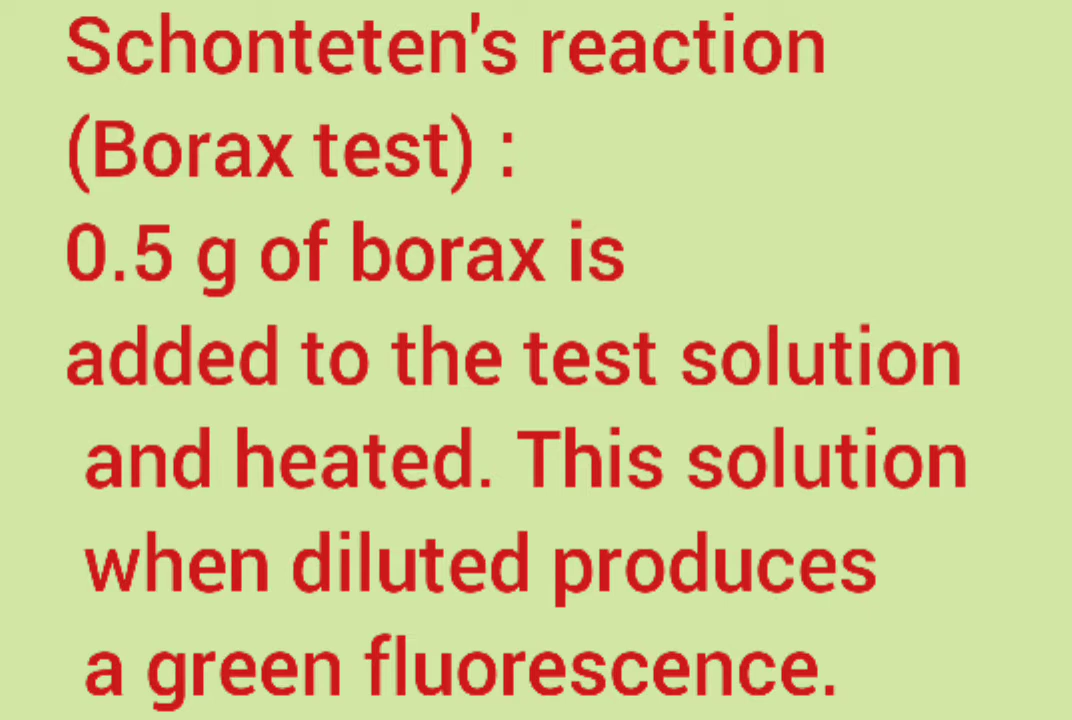 Schonteten's reaction
(Borax test) :
0.5 g of borax is
added to the test solution
and heated. This solution
when diluted produces
a green fluorescence.